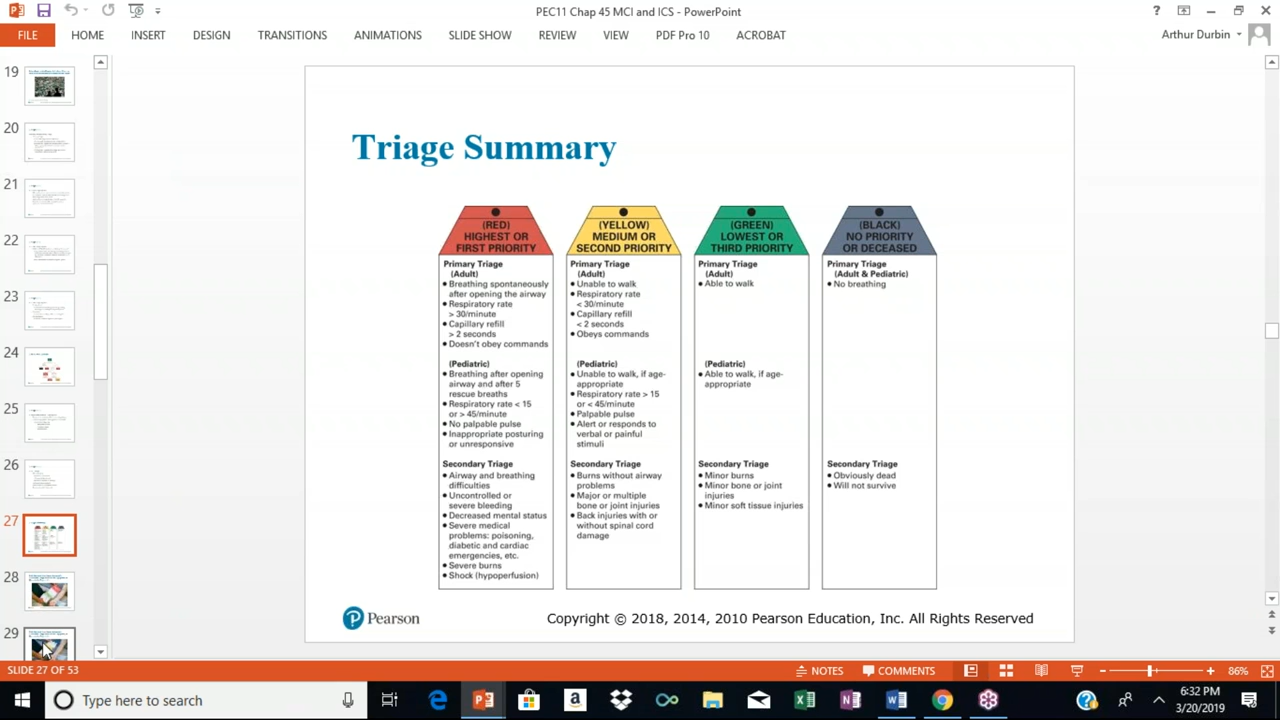 PEC11 Chap 45 MCI and ICS - PowerPoint
?
FILE HOME INSERT DESIGN TRANSITIONS ANIMATIONS SLIDE SHOW REVIEW VIEW PDF Pro 10 ACROBAT
Arthur Durbin
19
20
21
22
23
24
25
26
27
28
29
Triage Summary
(RED)
HIGHEST OR
FIRST PRIORITY
Primary Triage
(Adult)
• Breathing spontaneously
after opening the airway
• Respiratory rate
> 30/minute
• Capillary refill
> 2 seconds
• Doesn't obey commands
(Pediatric)
• Breathing after opening
airway and after 5
rescue breaths
• Respiratory rate < 15
or > 45/minute
• No palpable pulse
• Inappropriate posturing
or unresponsive
Secondary Triage
• Airway and breathing
difficulties
• Uncontrolled or
severe bleeding
• Decreased mental status
• Severe medical
problems: poisoning,
diabetic and cardiac
emergencies, etc.
• Severe burns
• Shock (hypoperfusion)
(YELLOW)
MEDIUM OR
SECOND PRIORITY
Primary Triage
(Adult)
• Unable to walk
• Respiratory rate
< 30/minute
• Capillary refill
< 2 seconds
• Obeys commands
(Pediatric)
• Unable to walk, if age-
appropriate
• Respiratory rate > 15
or < 45/minute
• Palpable pulse
• Alert or responds to
verbal or painful
stimuli
Secondary Triage
• Burns without airway
problems
• Major or multiple
bone or joint injuries
• Back injuries with or
without spinal cord
damage
(GREEN)
LOWEST OR
THIRD PRIORITY
Primary Triage
(Adult)
• Able to walk
(Pediatric)
• Able to walk, if age-
appropriate
Secondary Triage
• Minor burns
• Minor bone or joint
injuries
• Minor soft tissue injuries
(BLACK)
NO PRIORITY
OR DECEASED
Primary Triage
(Adult & Pediatric)
• No breathing
Secondary Triage
• Obviously dead
• Will not survive
Pearson
Copyright © 2018, 2014, 2010 Pearson Education, Inc. All Rights Reserved
SLIDE 27 OF 53
NOTES COMMENTS
86%
Type here to search
6:32 PM
3/20/2019